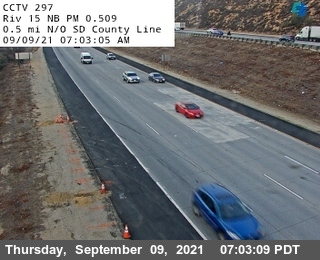 CCTV 297
Riv 15 NB PM 0.509
0.5 mi N/O SD County Line
09/09/21 07:03:05 AM
Thursday, September 09, 2021 07:03:09 PDT